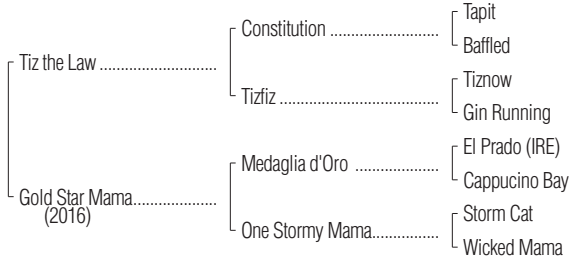 Tapit
Constitution ................................
Baffled
Tiz the Law ...................................
Tiznow
Tizfiz ...............................................
Gin Running
El Prado (IRE)
Medaglia d'Oro ........................
Cappucino Bay
Gold Star Mama........................
(2016)
Storm Cat
One Stormy Mama...................
Wicked Mama